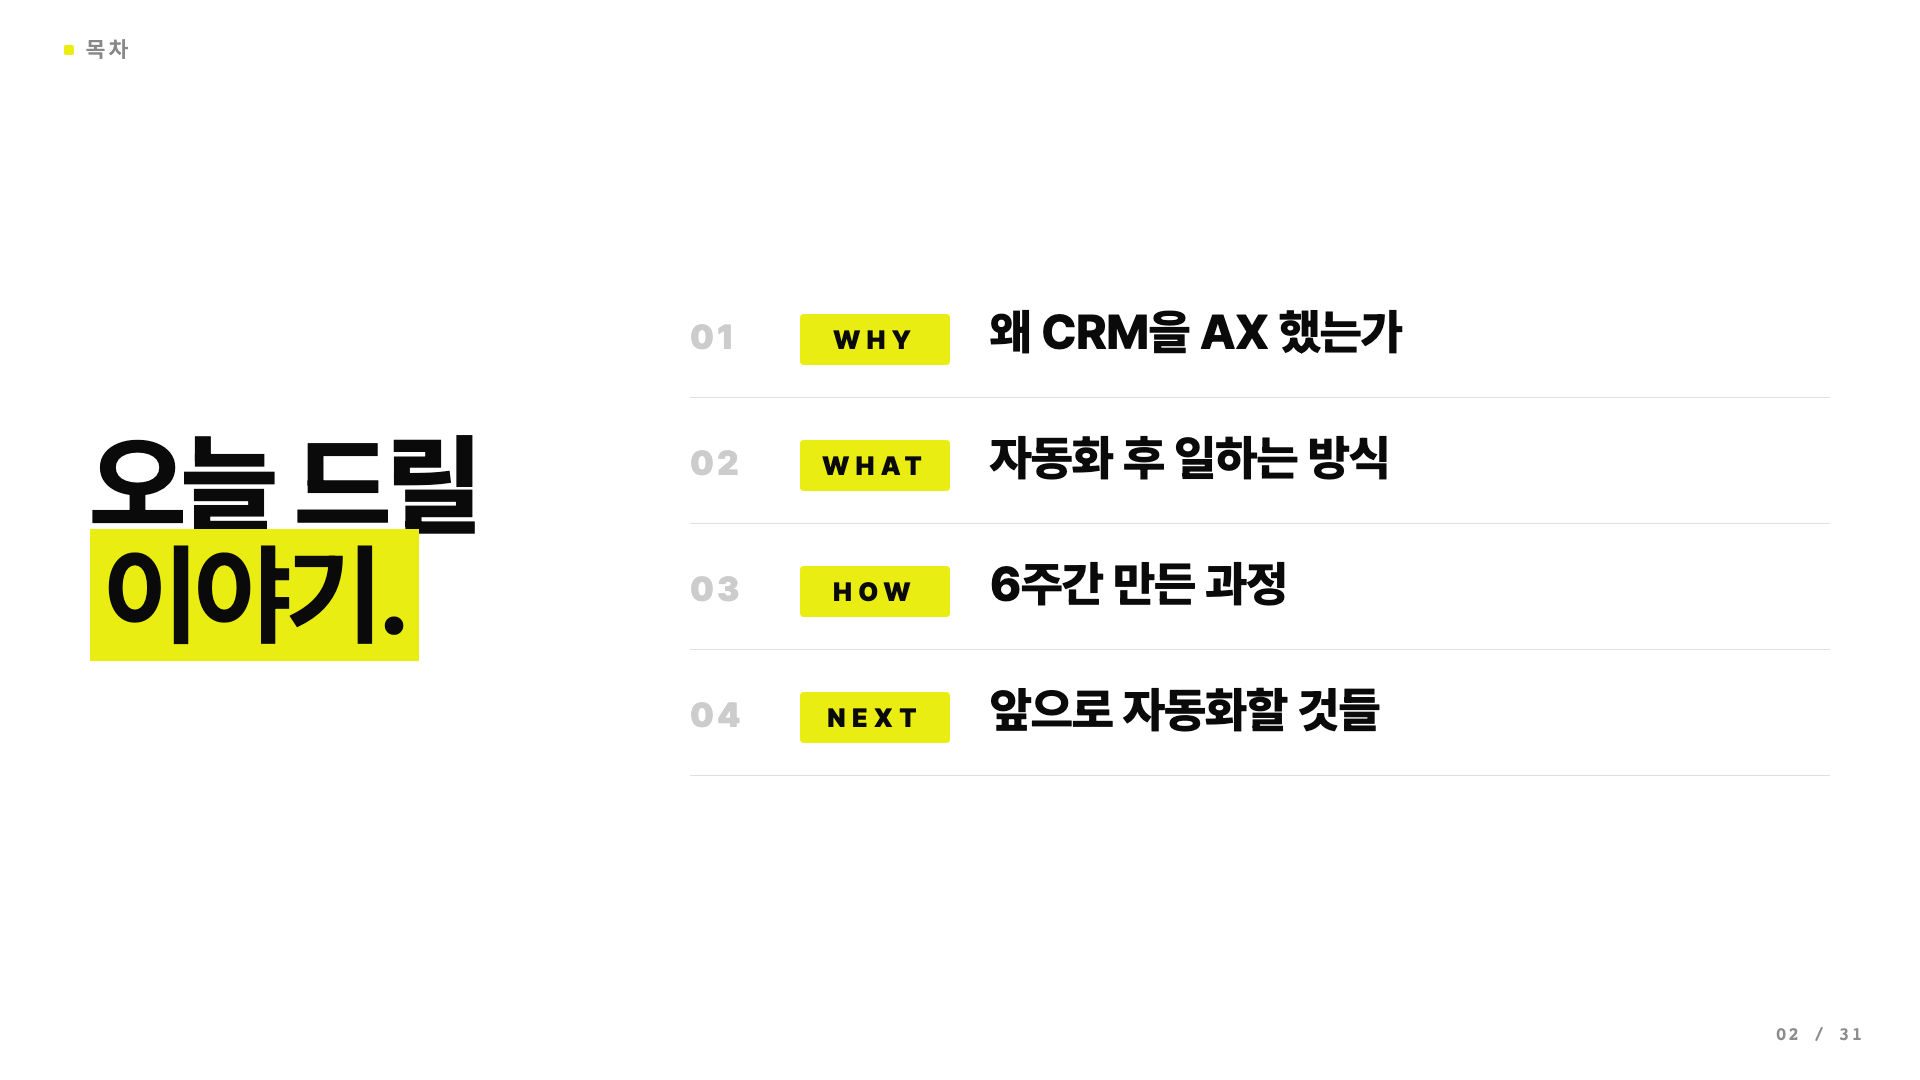 목차
오늘 드릴
이야기.
01 WHY 왜 CRM을 AX 했는가
02 WHAT 자동화 후 일하는 방식
03 HOW 6주간 만든 과정
04 NEXT 앞으로 자동화할 것들
02 / 31